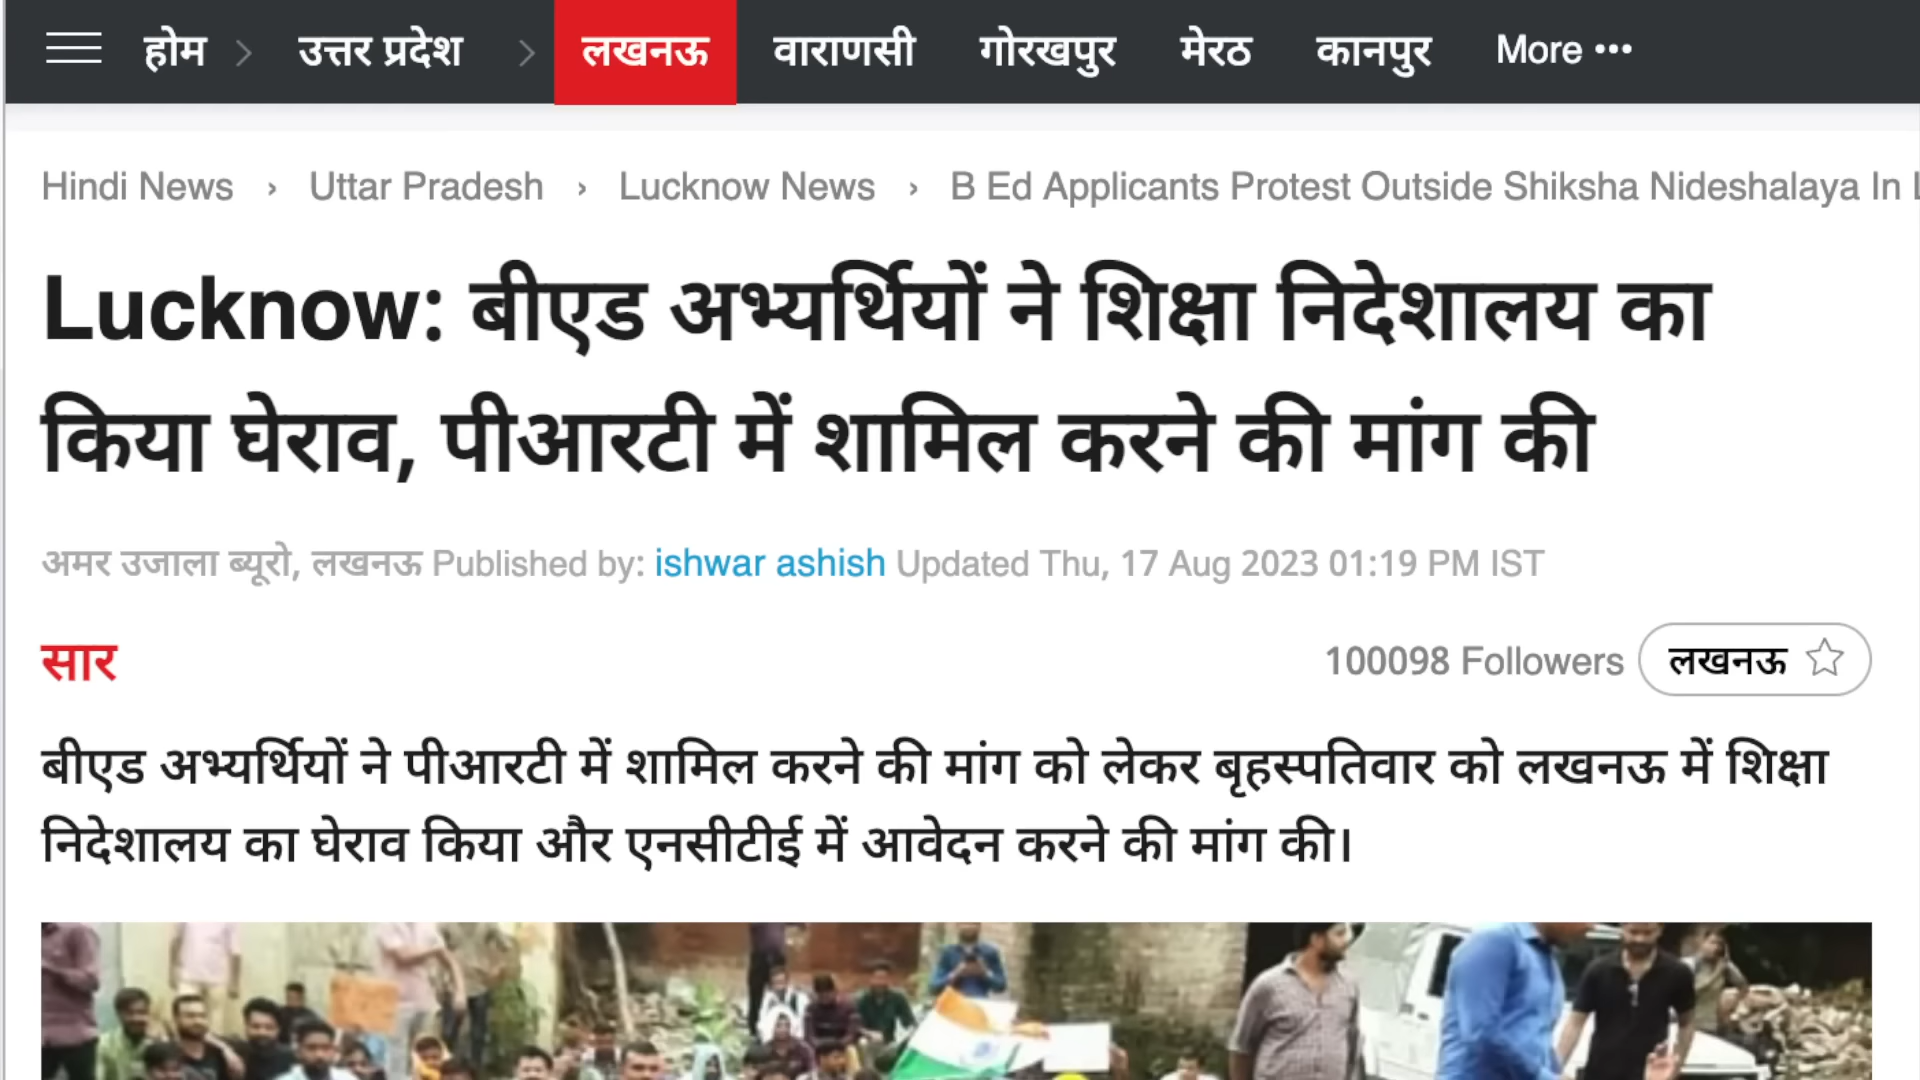 होम > उत्तर प्रदेश > लखनऊ वाराणसी गोरखपुर मेरठ कानपुर More •••
Hindi News › Uttar Pradesh › Lucknow News › B Ed Applicants Protest Outside Shiksha Nideshalaya In
Lucknow: बीएड अभ्यर्थियों ने शिक्षा निदेशालय का
किया घेराव, पीआरटी में शामिल करने की मांग की
अमर उजाला ब्यूरो, लखनऊ Published by: ishwar ashish Updated Thu, 17 Aug 2023 01:19 PM IST
सार
100098 Followers लखनऊ
बीएड अभ्यर्थियों ने पीआरटी में शामिल करने की मांग को लेकर बृहस्पतिवार को लखनऊ में शिक्षा
निदेशालय का घेराव किया और एनसीटीई में आवेदन करने की मांग की।